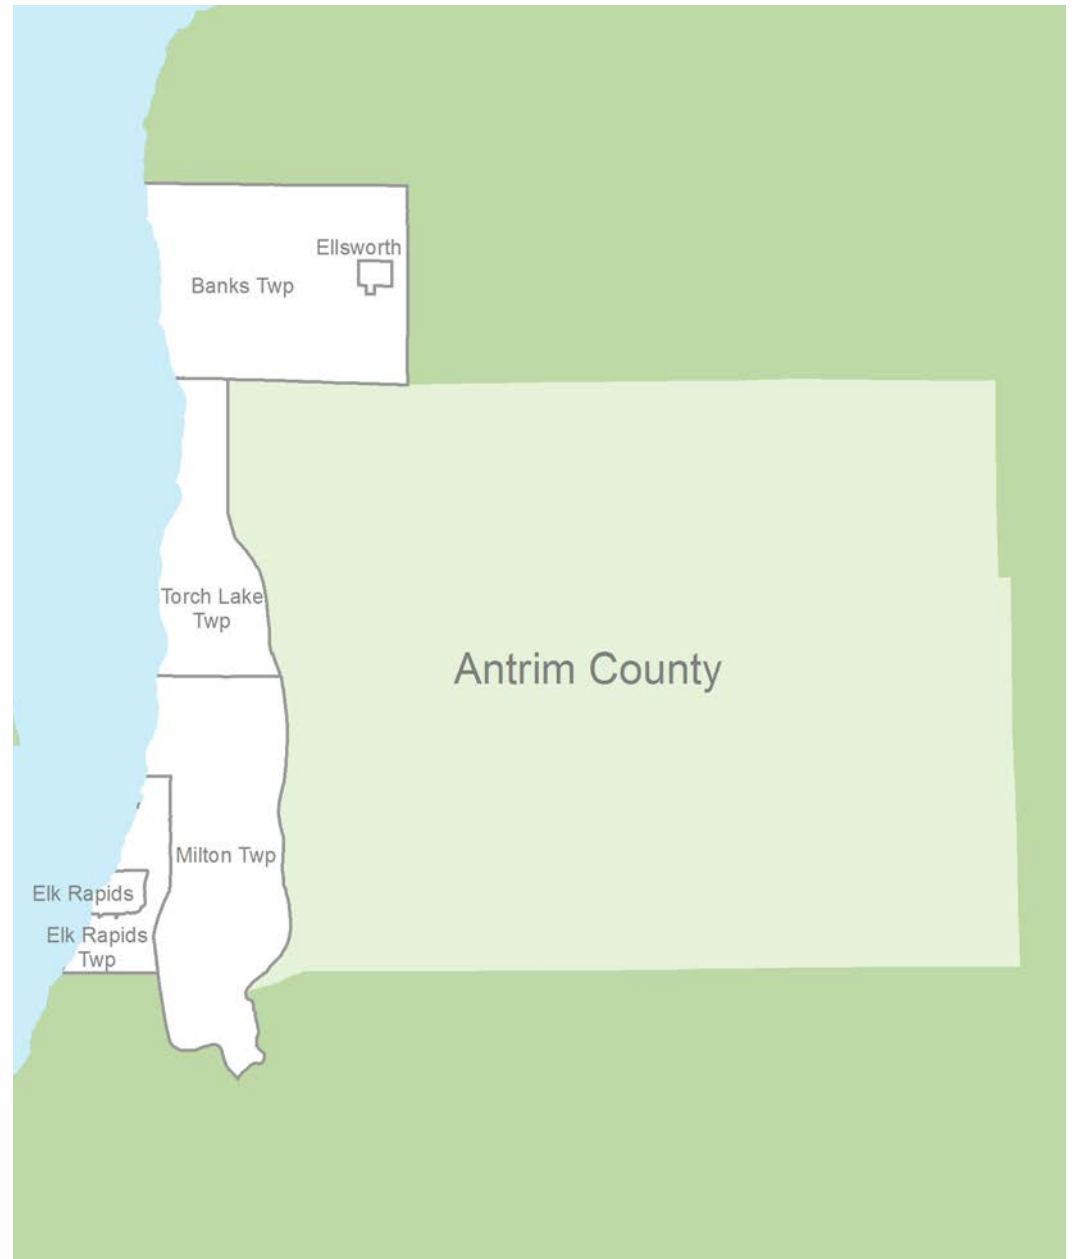 Ellsworth
Banks Twp
Torch Lake
Twp
Antrim County
Milton Twp
Elk Rapids
Elk Rapids
Twp